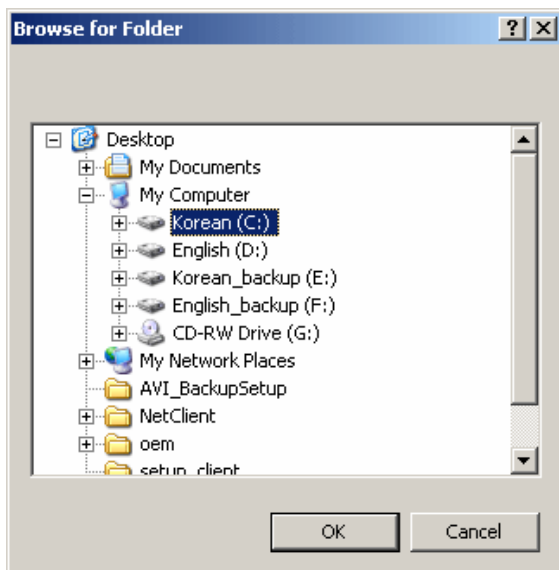 Browse for Folder
Desktop
My Documents
My Computer
Korean (C:)
English (D:)
Korean_backup (E:)
English_backup (F:)
CD-RW Drive (G:)
My Network Places
AVI_BackupSetup
NetClient
oem
setup_client
OK
Cancel